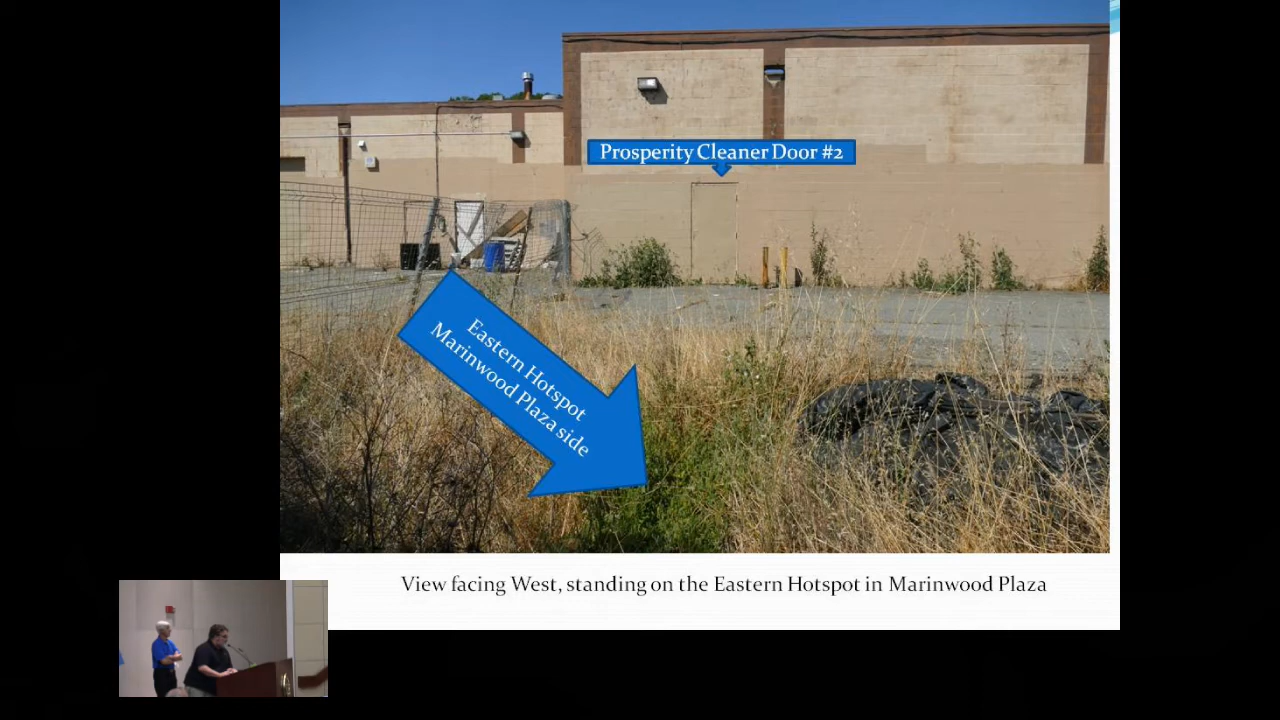 Prosperity Cleaner Door #2
Eastern Hotspot
Marinwood Plaza side
View facing West, standing on the Eastern Hotspot in Marinwood Plaza